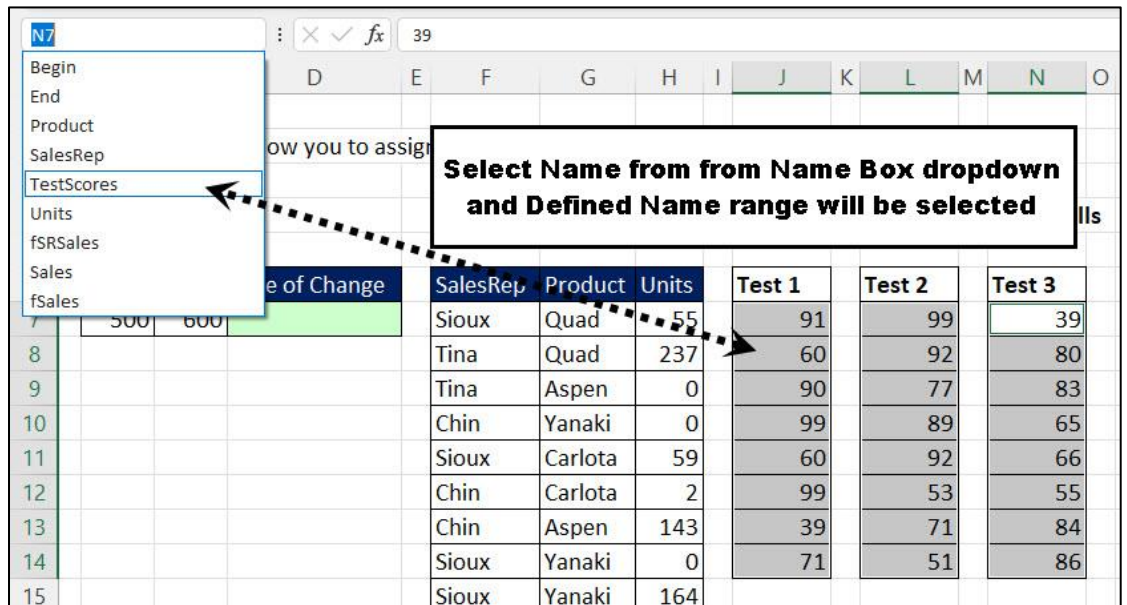 N7 : fx 39
Begin
End
Product
SalesRep
TestScores
Units
fSRSales
Sales
fSales
D E F G H I J K L M N O
ow you to assign
Select Name from from Name Box dropdown
and Defined Name range will be selected
lls
e of Change SalesRep Product Units Test 1 Test 2 Test 3
7 500 600 Sioux Quad 55 91 99 39
8 Tina Quad 237 60 92 80
9 Tina Aspen 0 90 77 83
10 Chin Yanaki 0 99 89 65
11 Sioux Carlota 59 60 92 66
12 Chin Carlota 2 99 53 55
13 Chin Aspen 143 39 71 84
14 Sioux Yanaki 0 71 51 86
15 Sioux Yanaki 164